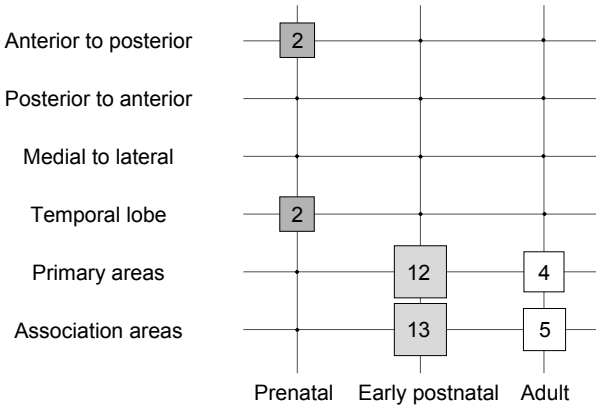 Anterior to posterior 2
Posterior to anterior
Medial to lateral
Temporal lobe 2
Primary areas 12 4
Association areas 13 5
Prenatal Early postnatal Adult